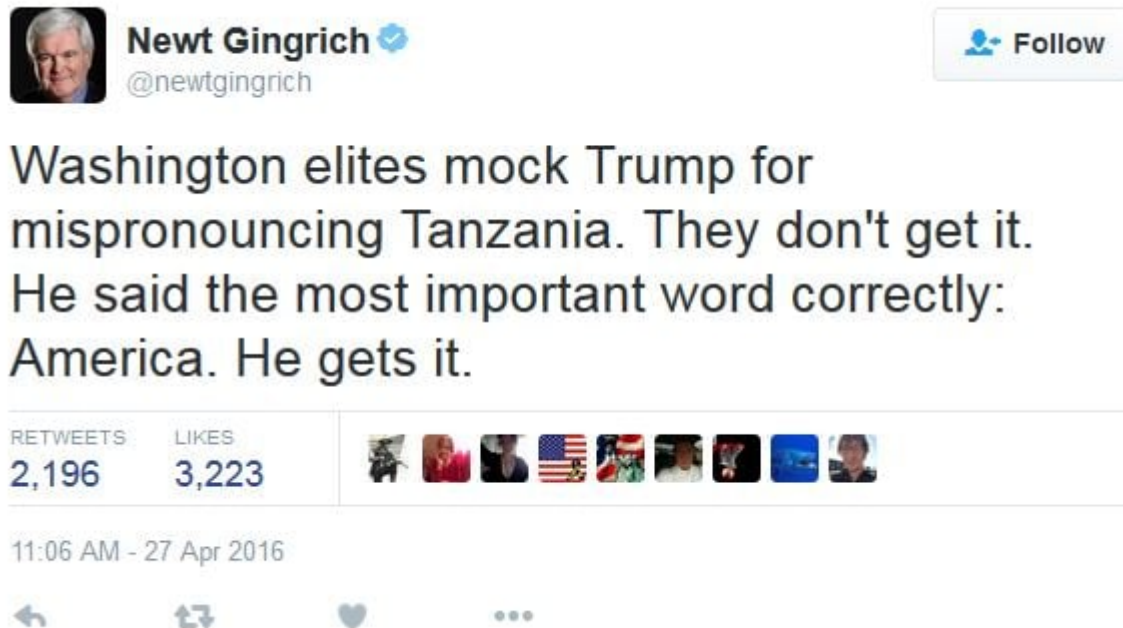 Newt Gingrich
@newtgingrich
Follow
Washington elites mock Trump for
mispronouncing Tanzania. They don't get it.
He said the most important word correctly:
America. He gets it.
RETWEETS LIKES
2,196 3,223
11:06 AM - 27 Apr 2016